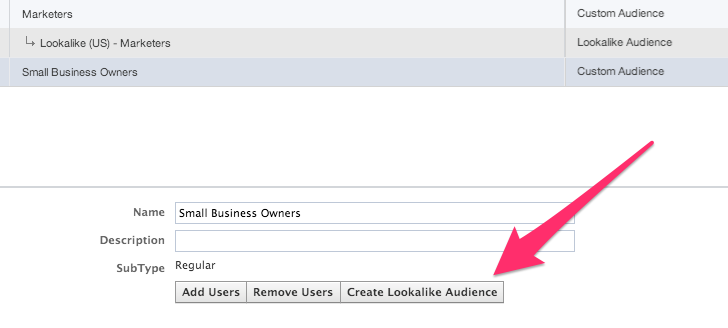 Marketers Custom Audience
Lookalike (US) - Marketers Lookalike Audience
Small Business Owners Custom Audience
Name Small Business Owners
Description
SubType Regular
Add Users Remove Users Create Lookalike Audience